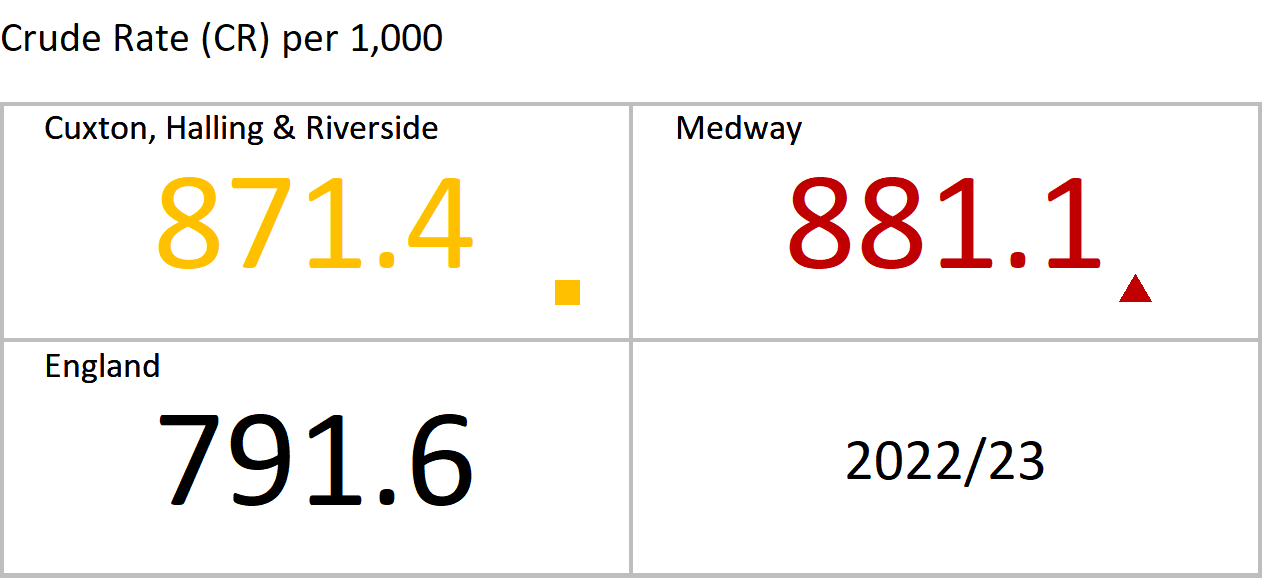 Crude Rate (CR) per 1,000
Cuxton, Halling & Riverside
871.4
Medway
881.1
England
791.6
2022/23